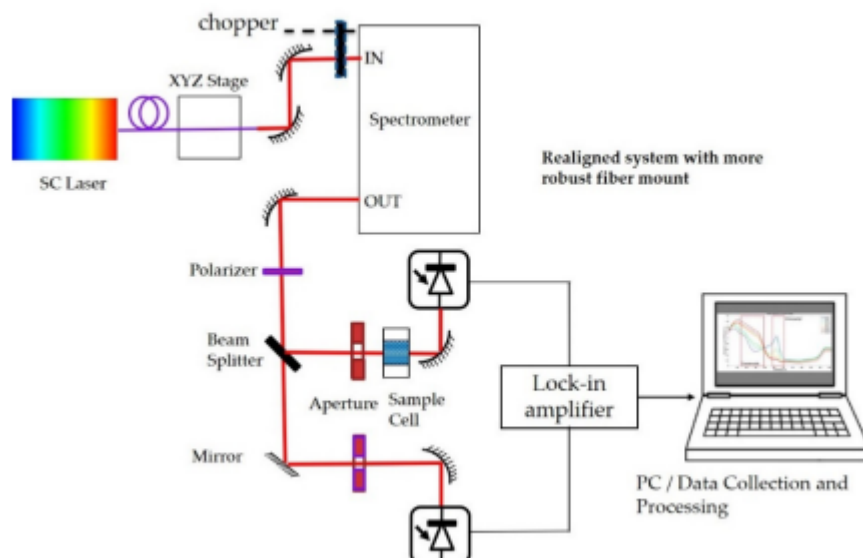 chopper
XYZ Stage
IN
Spectrometer
SC Laser
Realigned system with more
robust fiber mount
OUT
Polarizer
Beam
Splitter
Aperture
Sample
Cell
Lock-in
amplifier
Mirror
PC / Data Collection and
Processing